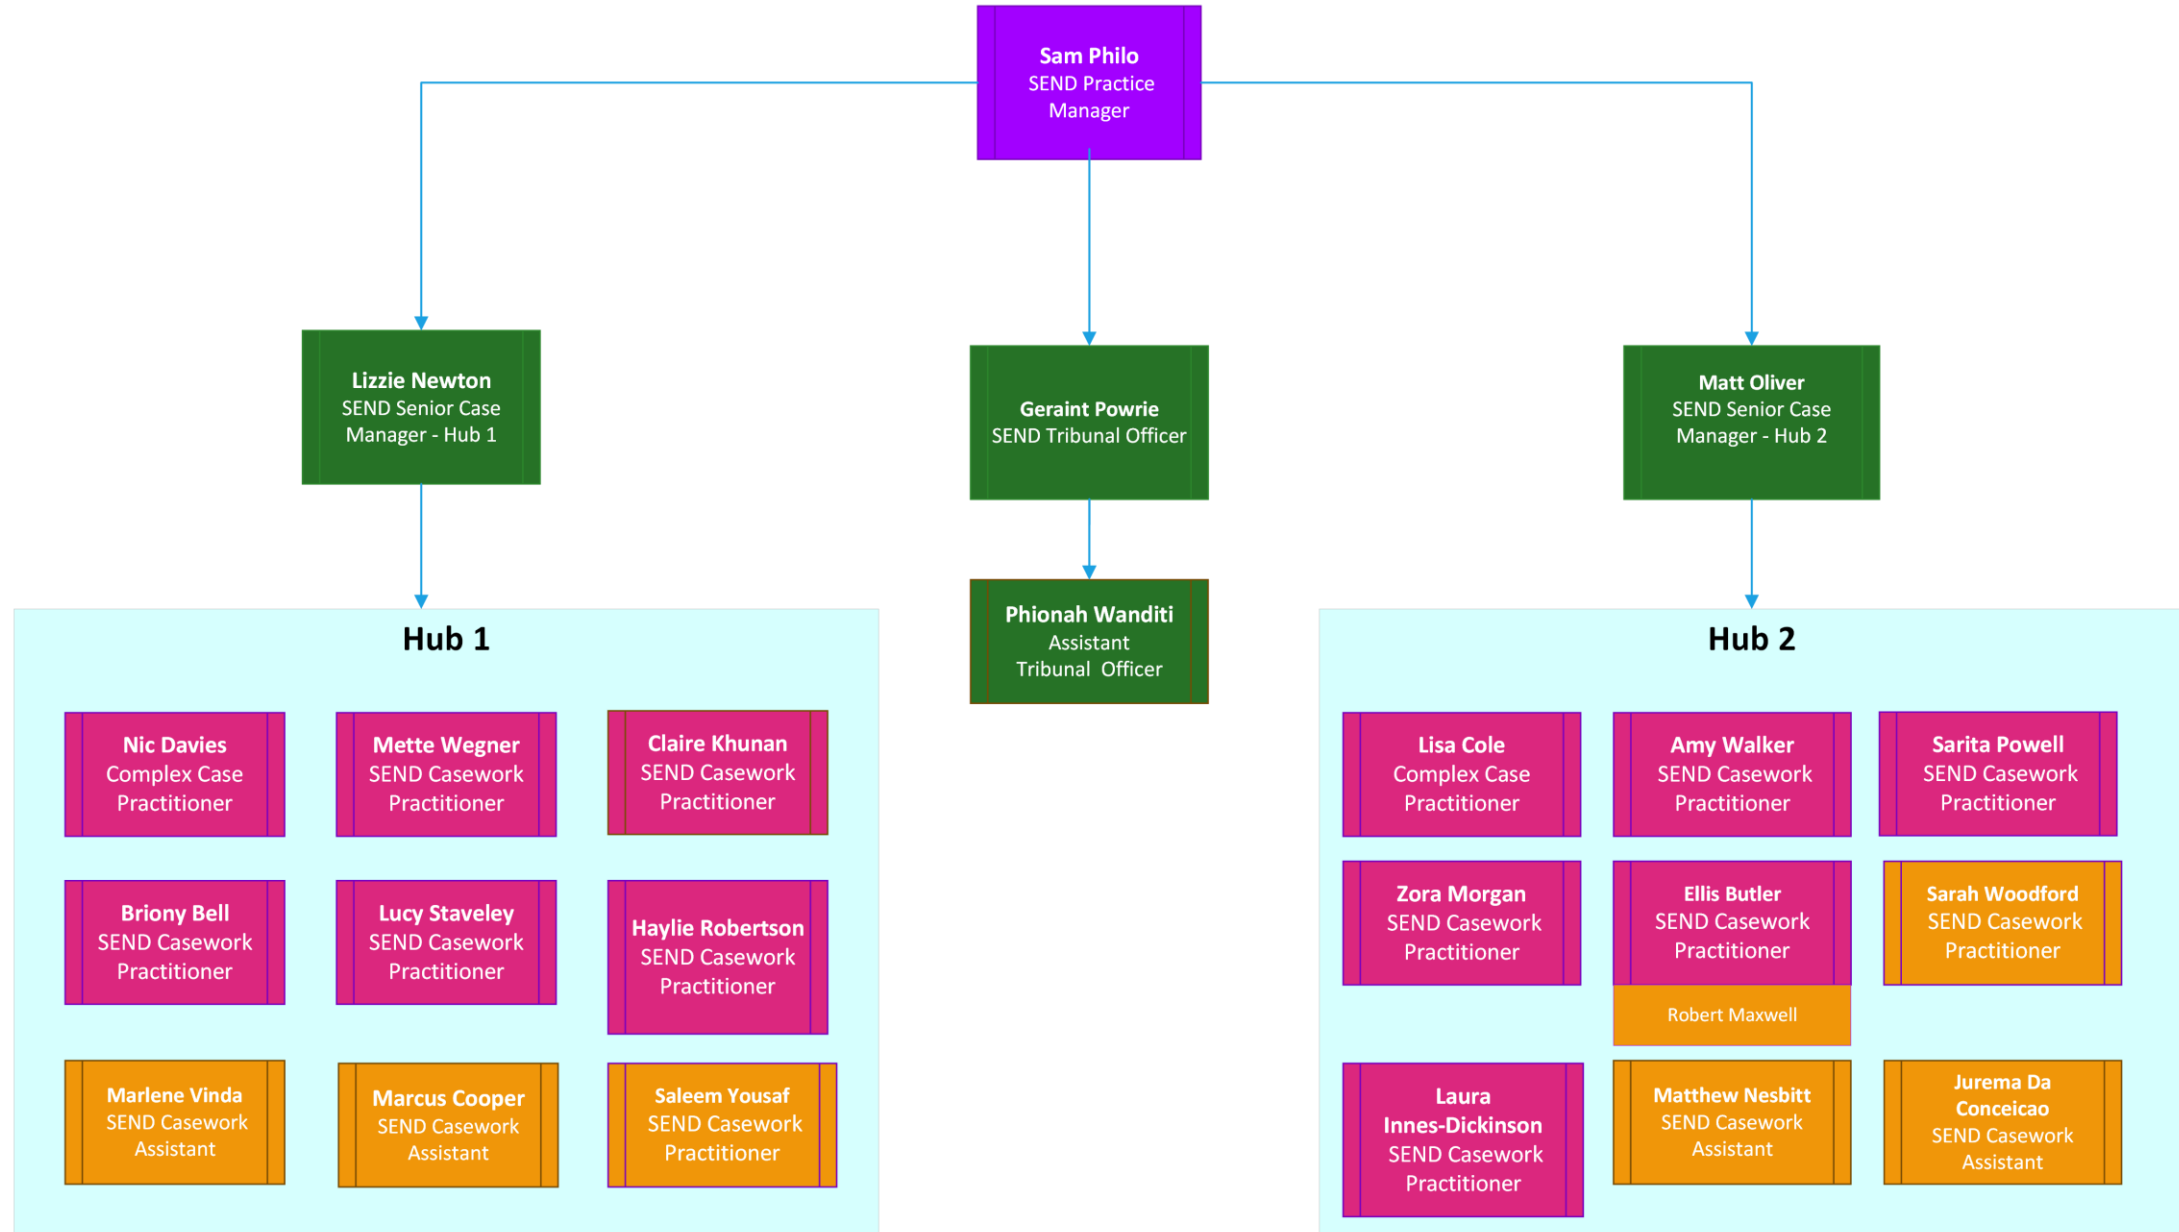 Sam Philo
SEND Practice
Manager
Lizzie Newton
SEND Senior Case
Manager - Hub 1
Geraint Powrie
SEND Tribunal Officer
Matt Oliver
SEND Senior Case
Manager - Hub 2
Phionah Wanditi
Assistant
Tribunal Officer
Hub 1
Nic Davies
Complex Case
Practitioner
Mette Wegner
SEND Casework
Practitioner
Claire Khunan
SEND Casework
Practitioner
Briony Bell
SEND Casework
Practitioner
Lucy Staveley
SEND Casework
Practitioner
Haylie Robertson
SEND Casework
Practitioner
Marlene Vinda
SEND Casework
Assistant
Marcus Cooper
SEND Casework
Assistant
Saleem Yousaf
SEND Casework
Practitioner
Hub 2
Lisa Cole
Complex Case
Practitioner
Amy Walker
SEND Casework
Practitioner
Sarita Powell
SEND Casework
Practitioner
Zora Morgan
SEND Casework
Practitioner
Ellis Butler
SEND Casework
Practitioner
Robert Maxwell
Sarah Woodford
SEND Casework
Practitioner
Laura
Innes-Dickinson
SEND Casework
Practitioner
Matthew Nesbitt
SEND Casework
Assistant
Jurema Da
Conceicao
SEND Casework
Assistant